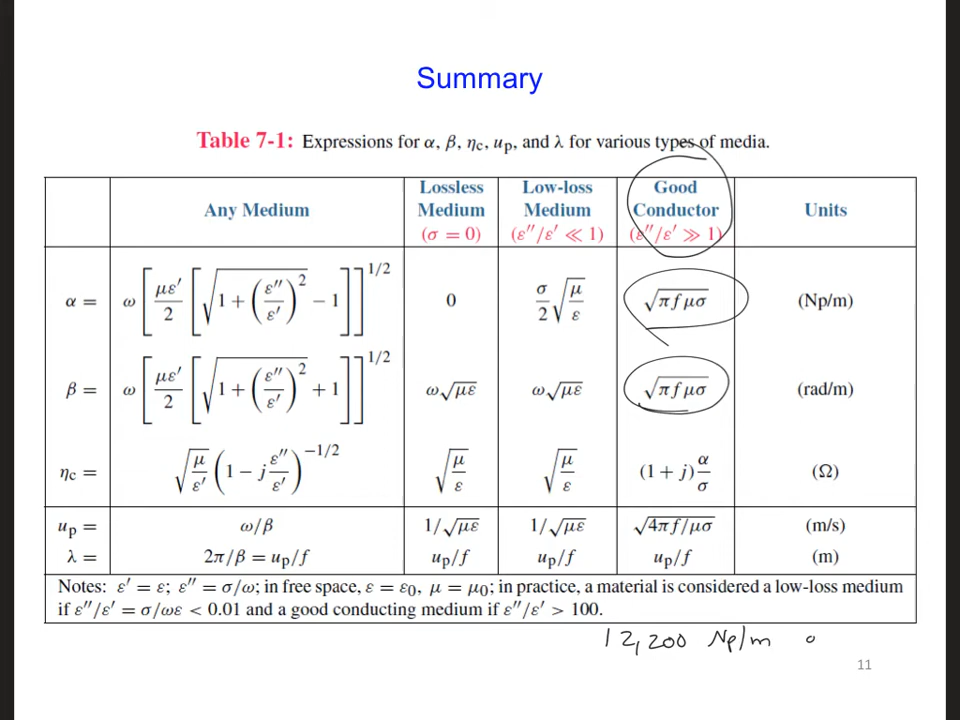 Summary
Table 7-1: Expressions for α, β, ηc, up, and λ for various types of media.
Any Medium Lossless Medium (σ = 0) Low-loss Medium (ε″/ε′ ≪ 1) Good Conductor (ε″/ε′ ≫ 1) Units
α = ω [ με′/2 [ √(1 + (ε″/ε′)²) − 1 ] ]^1/2 0 σ/2 √(μ/ε) √(π f μσ) (Np/m)
β = ω [ με′/2 [ √(1 + (ε″/ε′)²) + 1 ] ]^1/2 ω√(με) ω√(με) √(π f μσ) (rad/m)
ηc = √(μ/ε′) (1 − j ε″/ε′)^−1/2 √(μ/ε) √(μ/ε) (1 + j) α/σ (Ω)
up = ω/β 1/√(με) 1/√(με) √(4π f/μσ) (m/s)
λ = 2π/β = up/f up/f up/f up/f (m)
Notes: ε′ = ε; ε″ = σ/ω; in free space, ε = ε0, μ = μ0; in practice, a material is considered a low-loss medium
if ε″/ε′ = σ/ωε < 0.01 and a good conducting medium if ε″/ε′ > 100.
12,200 Np/m
11